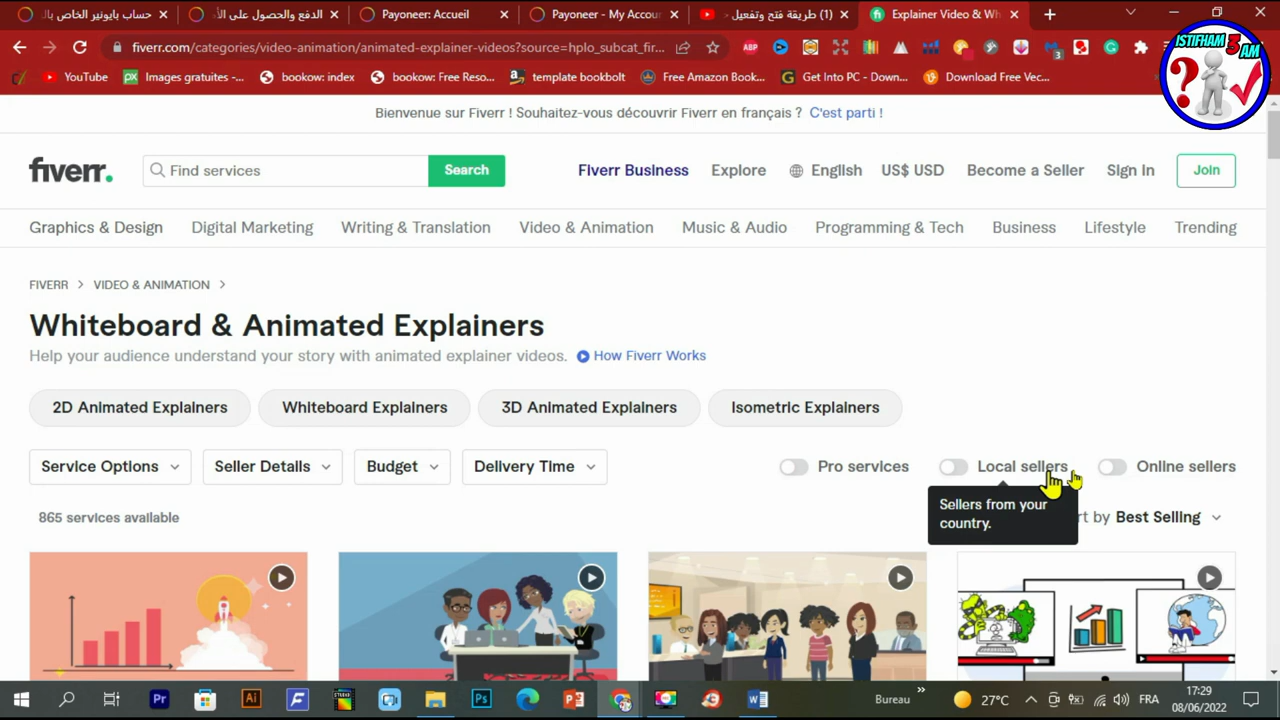 حساب بايونير الخاص بال
الدفع والحصول على الأ
Payoneer: Accueil
Payoneer - My Accou
(1) طريقة فتح وتفعيل
Explainer Video & Wh
ISTIFHAM 3AM
fiverr.com/categories/video-animation/animated-explainer-videos?source=hplo_subcat_fir...
ABP
3
YouTube
Images gratuites -...
bookow: index
bookow: Free Reso...
template bookbolt
Free Amazon Book...
Get Into PC - Down...
Download Free Vec...
Bienvenue sur Fiverr ! Souhaitez-vous découvrir Fiverr en français ? C'est parti !
fiverr.
Find services
Search
Fiverr Business
Explore
English
US$ USD
Become a Seller
Sign In
Join
Graphics & Design
Digital Marketing
Writing & Translation
Video & Animation
Music & Audio
Programming & Tech
Business
Lifestyle
Trending
FIVERR
VIDEO & ANIMATION
Whiteboard & Animated Explainers
Help your audience understand your story with animated explainer videos.
How Fiverr Works
2D Animated Explainers
Whiteboard Explainers
3D Animated Explainers
Isometric Explainers
Service Options
Seller Details
Budget
Delivery Time
Pro services
Local sellers
Online sellers
Sellers from your
country.
865 services available
rt by Best Selling
Pr
Ai
Ps
Bureau
27°C
FRA
17:29
08/06/2022